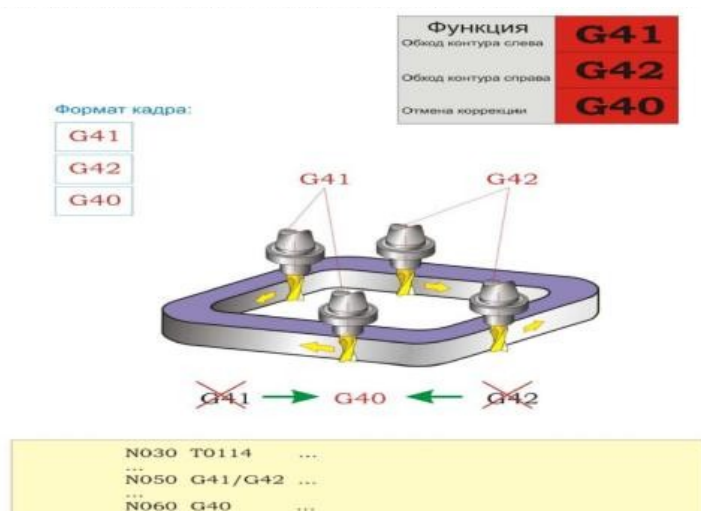 Функция
Обход контура слева G41
Обход контура справа G42
Отмена коррекции G40
Формат кадра:
G41
G42
G40
G41 G42
G41 G40 G42
N030 T0114 ...
...
N050 G41/G42 ...
...
N060 G40 ...